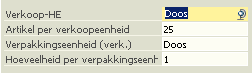 Verkoop-HE Doos
Artikel per verkoopeenheid 25
Verpakkingseenheid (verk.) Doos
Hoeveelheid per verpakkingseenh 1